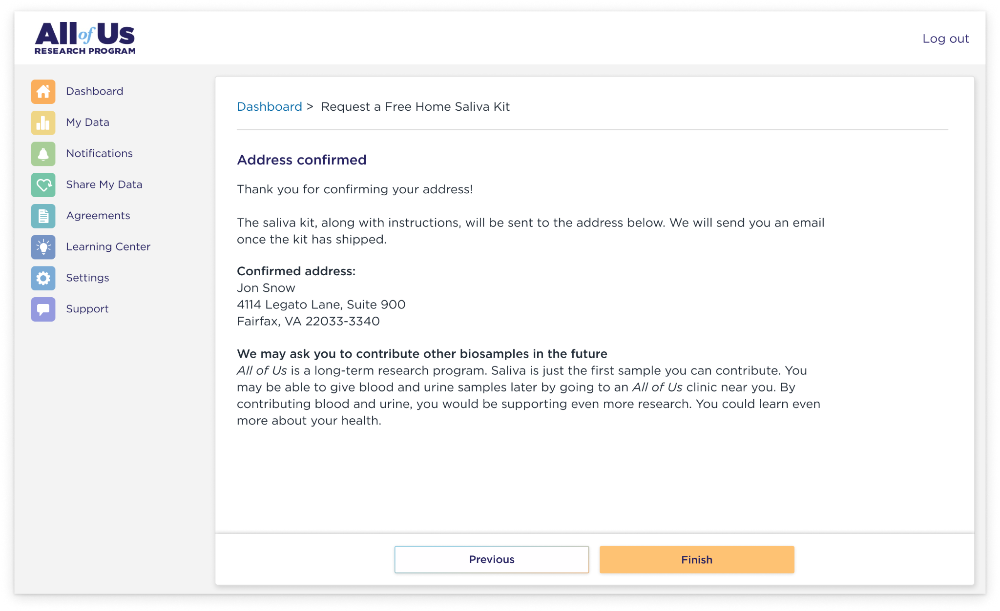 All of Us
RESEARCH PROGRAM
Log out
Dashboard
My Data
Notifications
Share My Data
Agreements
Learning Center
Settings
Support
Dashboard > Request a Free Home Saliva Kit
Address confirmed
Thank you for confirming your address!
The saliva kit, along with instructions, will be sent to the address below. We will send you an email
once the kit has shipped.
Confirmed address:
Jon Snow
4114 Legato Lane, Suite 900
Fairfax, VA 22033-3340
We may ask you to contribute other biosamples in the future
All of Us is a long-term research program. Saliva is just the first sample you can contribute. You
may be able to give blood and urine samples later by going to an All of Us clinic near you. By
contributing blood and urine, you would be supporting even more research. You could learn even
more about your health.
Previous
Finish